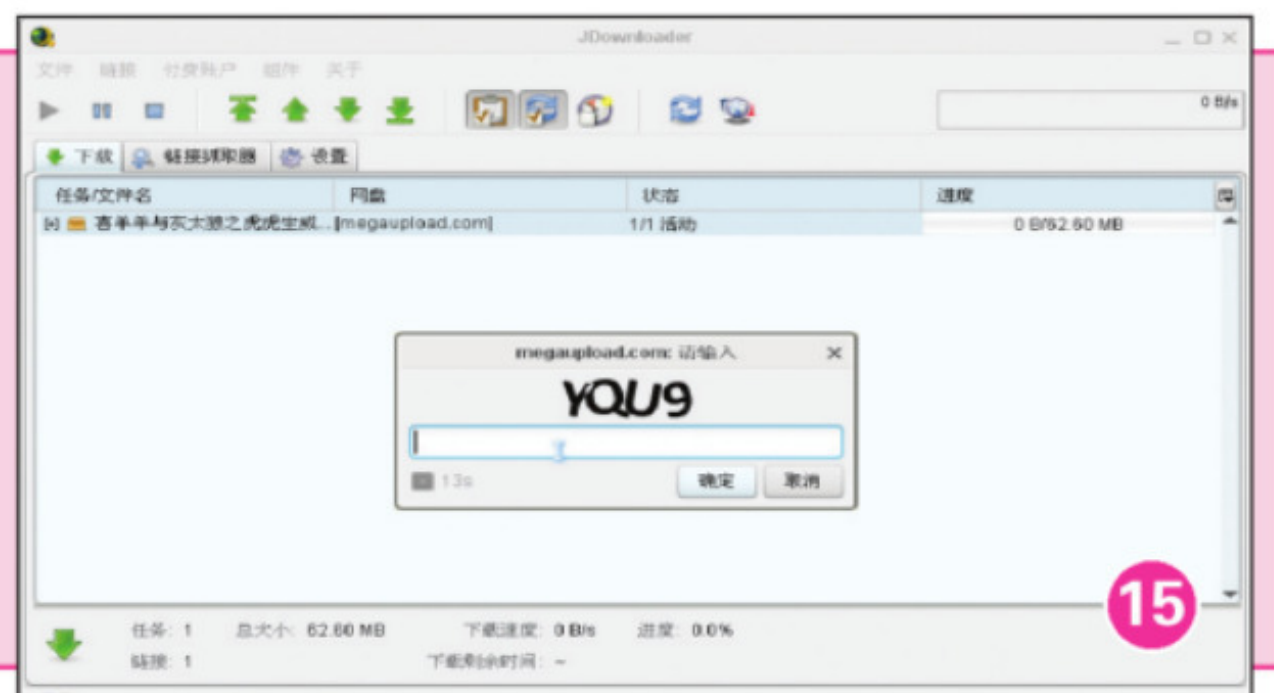 JDownloader
文件 链接 付费账户 组件 关于
0 B/s
下载 链接抓取器 设置
任务/文件名 网盘 状态 进度
喜羊羊与灰太狼之虎虎生威... [megaupload.com] 1/1 活动 0 B/62.60 MB
megaupload.com: 请输入
YQU9
13s 确定 取消
任务: 1 总大小: 62.60 MB 下载速度: 0 B/s 进度: 0.0%
链接: 1 下载剩余时间: ~
15